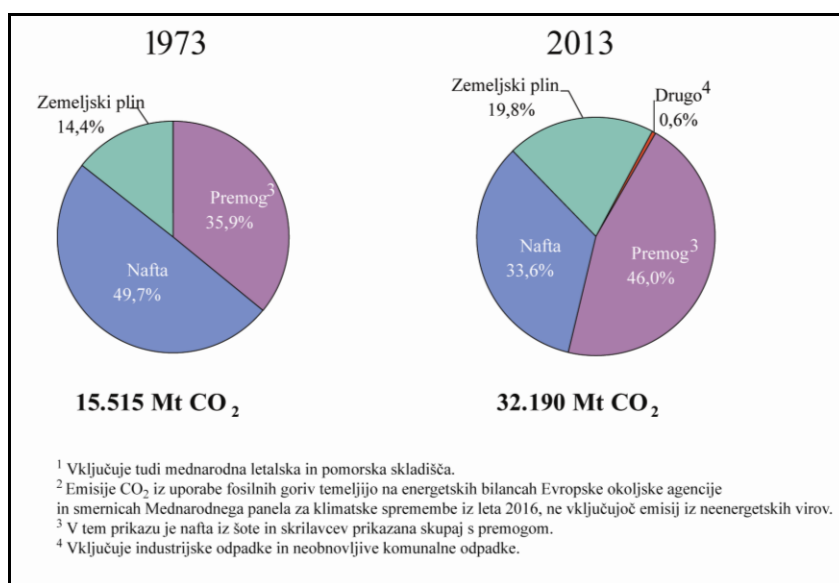 1973
Zemeljski plin
14,4%
Premog³
35,9%
Nafta
49,7%
15.515 Mt CO₂
2013
Zemeljski plin
19,8%
Drugo⁴
0,6%
Nafta
33,6%
Premog³
46,0%
32.190 Mt CO₂
¹ Vključuje tudi mednarodna letalska in pomorska skladišča.
² Emisije CO₂ iz uporabe fosilnih goriv temeljijo na energetskih bilancah Evropske okoljske agencije
in smernicah Mednarodnega panela za klimatske spremembe iz leta 2016, ne vključujoč emisij iz neenergetskih virov.
³ V tem prikazu je nafta iz šote in skrilavcev prikazana skupaj s premogom.
⁴ Vključuje industrijske odpadke in neobnovljive komunalne odpadke.